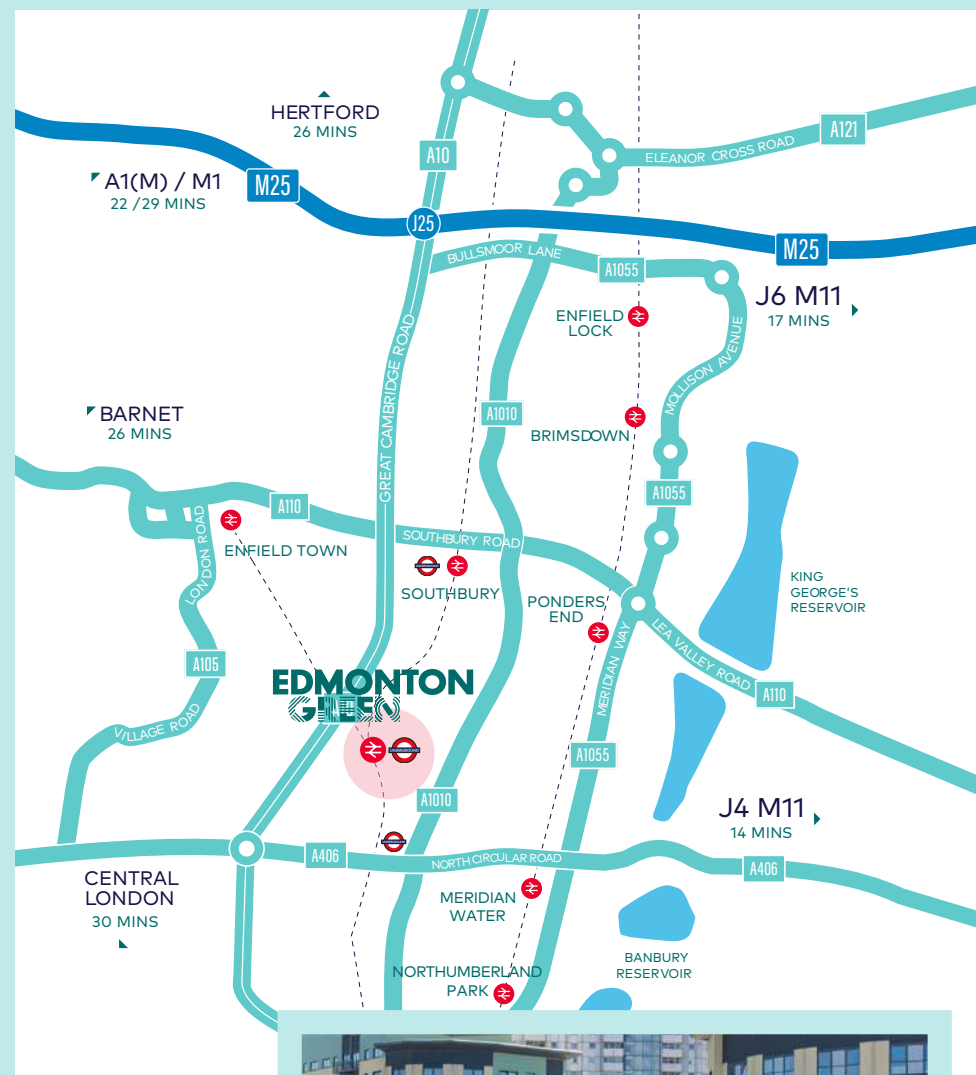 HERTFORD
26 MINS
A10
A121
ELEANOR CROSS ROAD
A1(M) / M1
22 /29 MINS
M25
J25
BULLSMOOR LANE
A1055
M25
J6 M11
17 MINS
ENFIELD
LOCK
GREAT CAMBRIDGE ROAD
MOLLISON AVENUE
BARNET
26 MINS
A1010
BRIMSDOWN
A110
A1055
LONDON ROAD
ENFIELD TOWN
SOUTHBURY ROAD
SOUTHBURY
PONDERS
END
KING
GEORGE'S
RESERVOIR
MERIDIAN WAY
LEA VALLEY ROAD
A105
A110
EDMONTON
GREEN
VILLAGE ROAD
UNDERGROUND
A1055
A1010
J4 M11
14 MINS
A406
NORTH CIRCULAR ROAD
A406
CENTRAL
LONDON
30 MINS
MERIDIAN
WATER
BANBURY
RESERVOIR
NORTHUMBERLAND
PARK